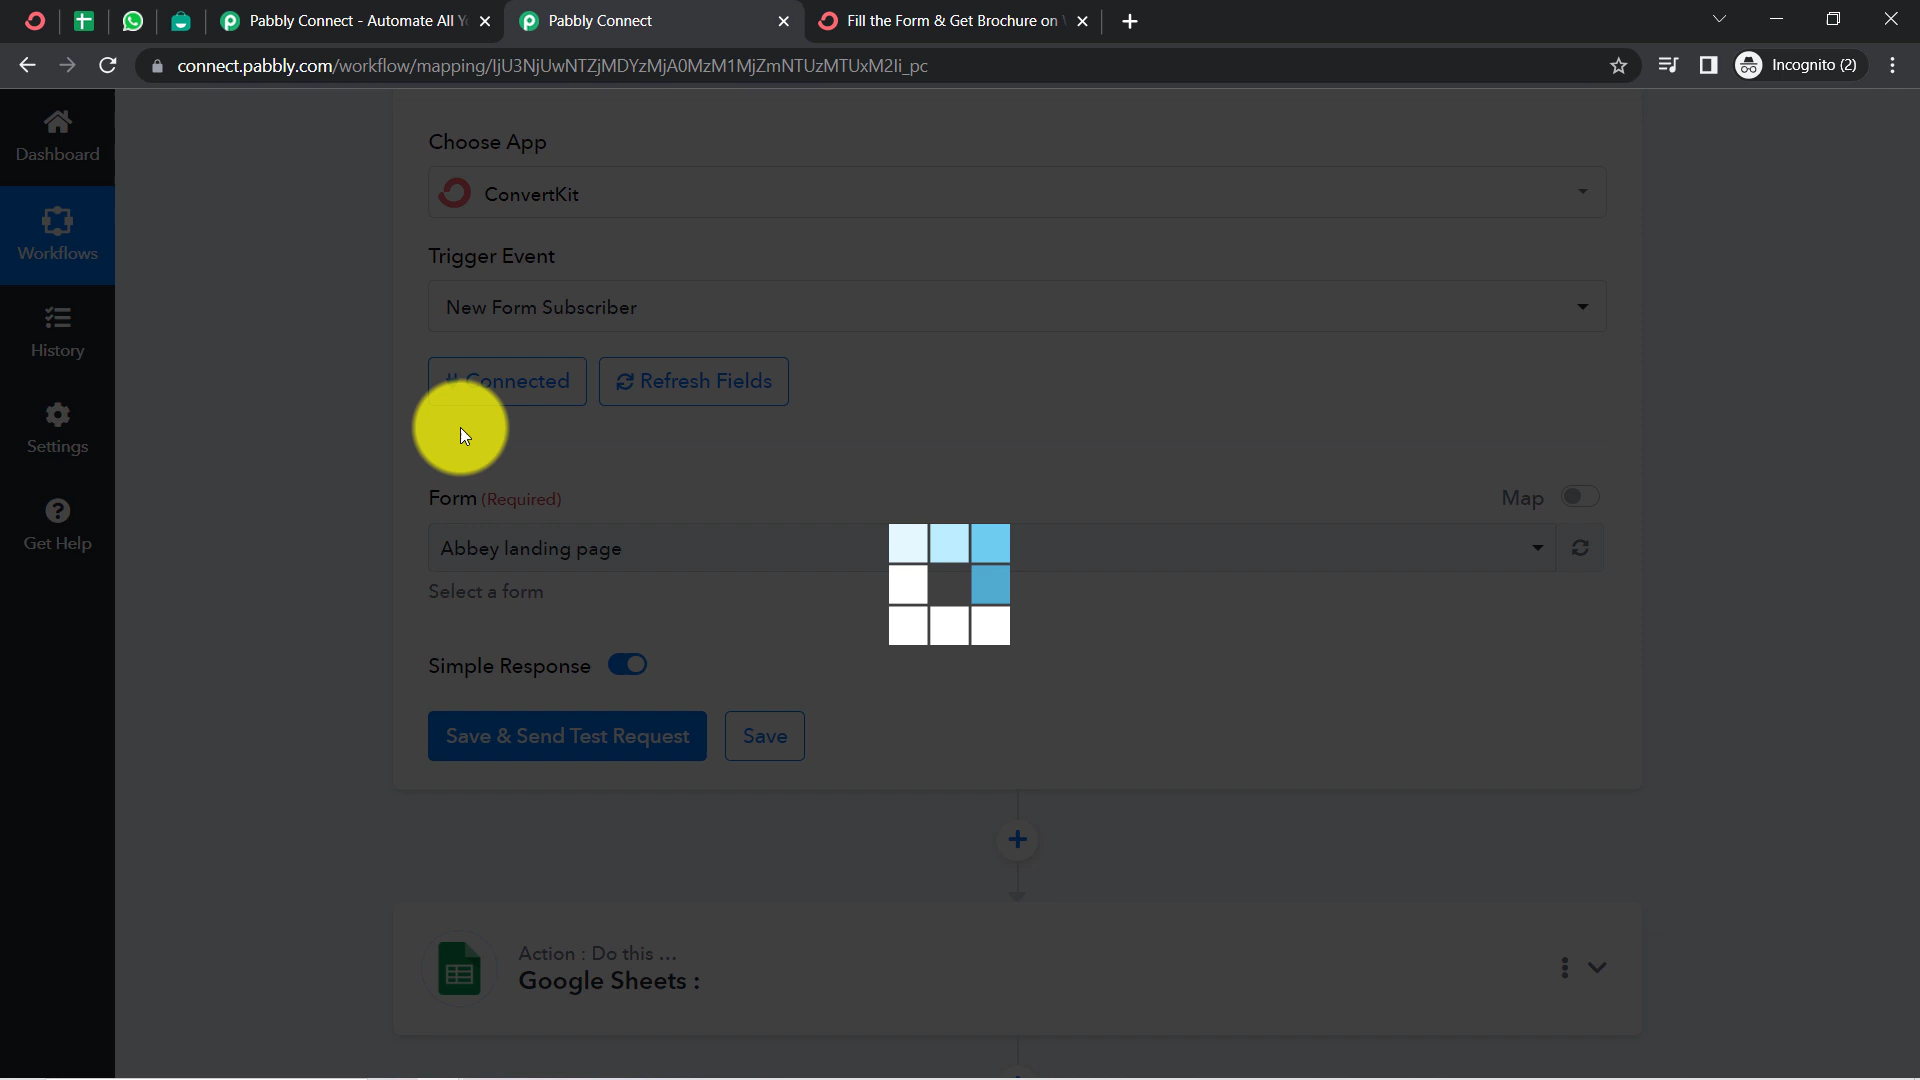 Pabbly Connect - Automate All Y
Pabbly Connect
Fill the Form & Get Brochure on
connect.pabbly.com/workflow/mapping/IjU3NjUwNTZjMDYzMjA0MzM1MjZmNTUzMTUxM2Ii_pc
Incognito (2)
Dashboard
Workflows
History
Settings
Get Help
Choose App
ConvertKit
Trigger Event
New Form Subscriber
Connected
Refresh Fields
Form (Required)
Map
Abbey landing page
Select a form
Simple Response
Save & Send Test Request
Save
Action : Do this ...
Google Sheets :